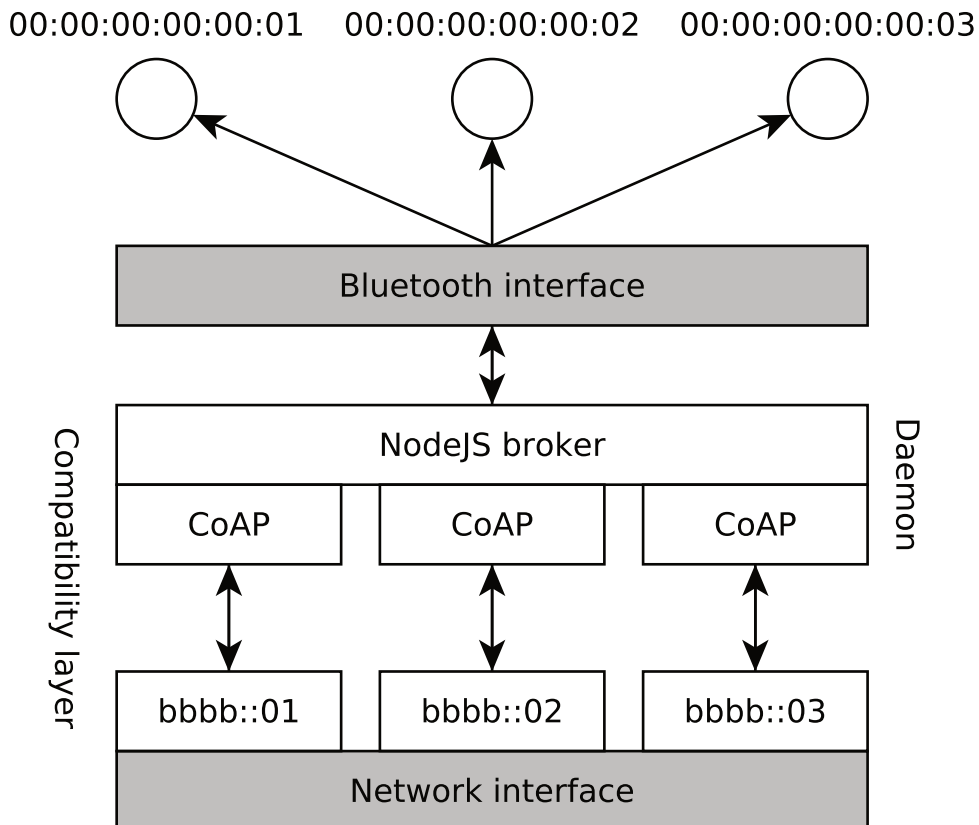 00:00:00:00:00:01 00:00:00:00:00:02 00:00:00:00:00:03
Bluetooth interface
NodeJS broker
Daemon
Compatibility layer
CoAP CoAP CoAP
bbbb::01 bbbb::02 bbbb::03
Network interface